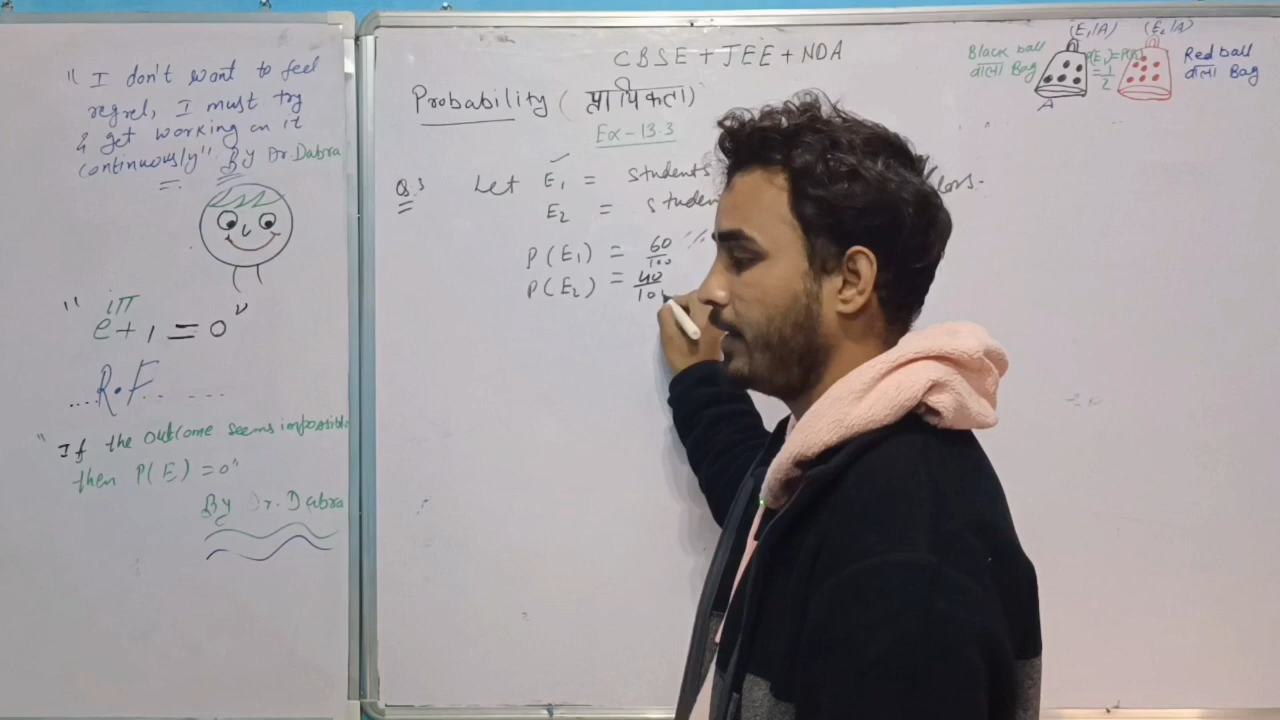 "I don't want to feel
regret, I must try
& get working on it
continuously" By Dr. Dabra
"e^iπ + 1 = 0"
...R.F.. ...
"If the outcome seems impossible
then P(E) = 0"
By Dr. Dabra
CBSE + JEE + NDA
Probability (प्रायिकता)
Ex - 13.3
Q.3 Let E₁ = students
E₂ = studen
P(E₁) = 60/100 %
P(E₂) = 40/100
(E₁|A) (E₂|A)
Black ball
वाला Bag
P(E₁) = P(E₂)
= 1/2
A
Red ball
वाला Bag